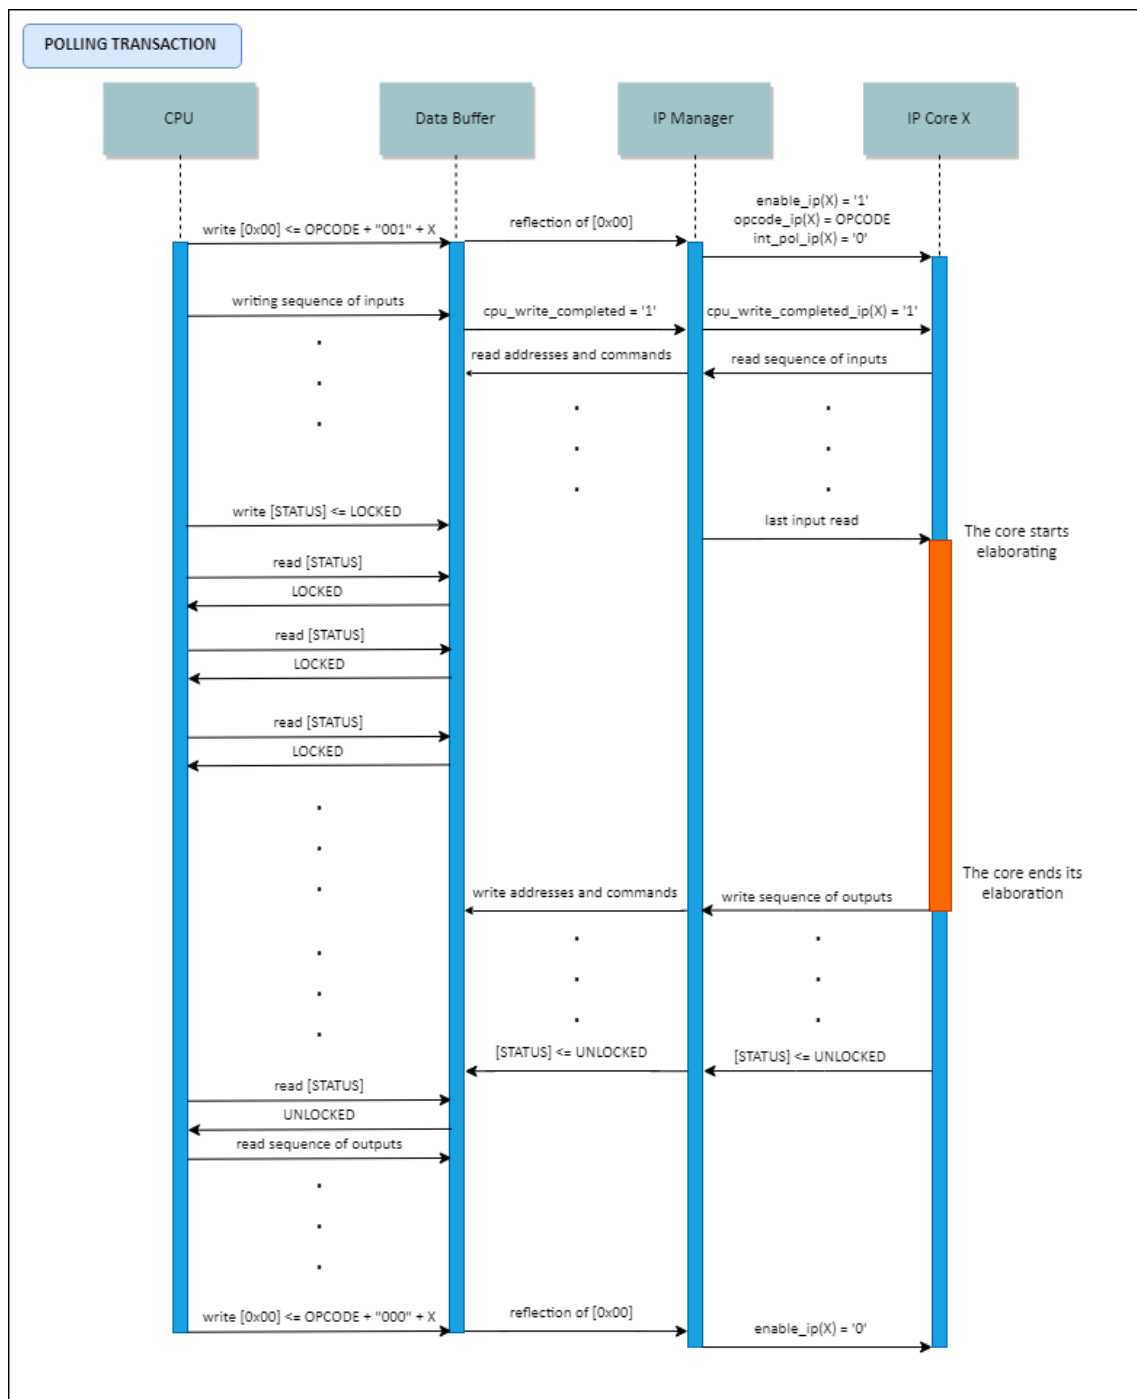 POLLING TRANSACTION
CPU
Data Buffer
IP Manager
IP Core X
enable_ip(X) = '1'
opcode_ip(X) = OPCODE
int_pol_ip(X) = '0'
write [0x00] <= OPCODE + "001" + X
reflection of [0x00]
writing sequence of inputs
cpu_write_completed = '1'
cpu_write_completed_ip(X) = '1'
read addresses and commands
read sequence of inputs
write [STATUS] <= LOCKED
last input read
The core starts
elaborating
read [STATUS]
LOCKED
read [STATUS]
LOCKED
read [STATUS]
LOCKED
The core ends its
elaboration
write addresses and commands
write sequence of outputs
[STATUS] <= UNLOCKED
[STATUS] <= UNLOCKED
read [STATUS]
UNLOCKED
read sequence of outputs
write [0x00] <= OPCODE + "000" + X
reflection of [0x00]
enable_ip(X) = '0'